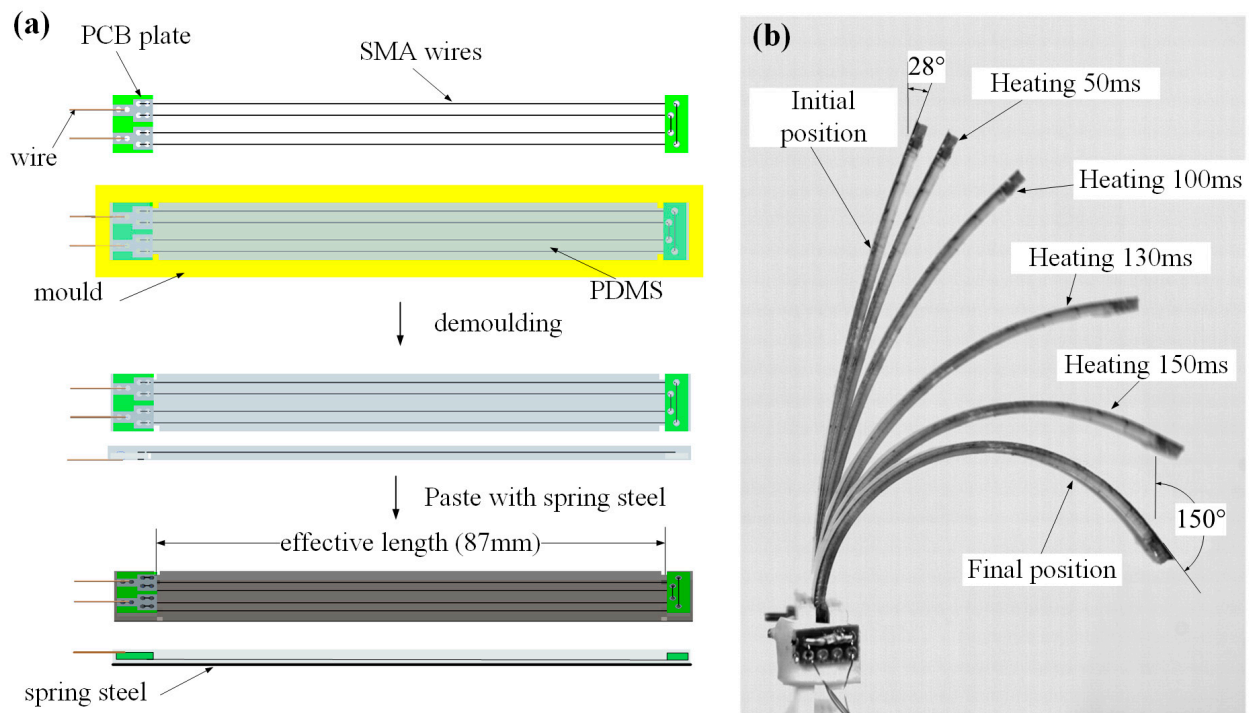 (a)
PCB plate
SMA wires
wire
mould
PDMS
demoulding
Paste with spring steel
effective length (87mm)
spring steel
(b)
28°
Heating 50ms
Initial
position
Heating 100ms
Heating 130ms
Heating 150ms
150°
Final position